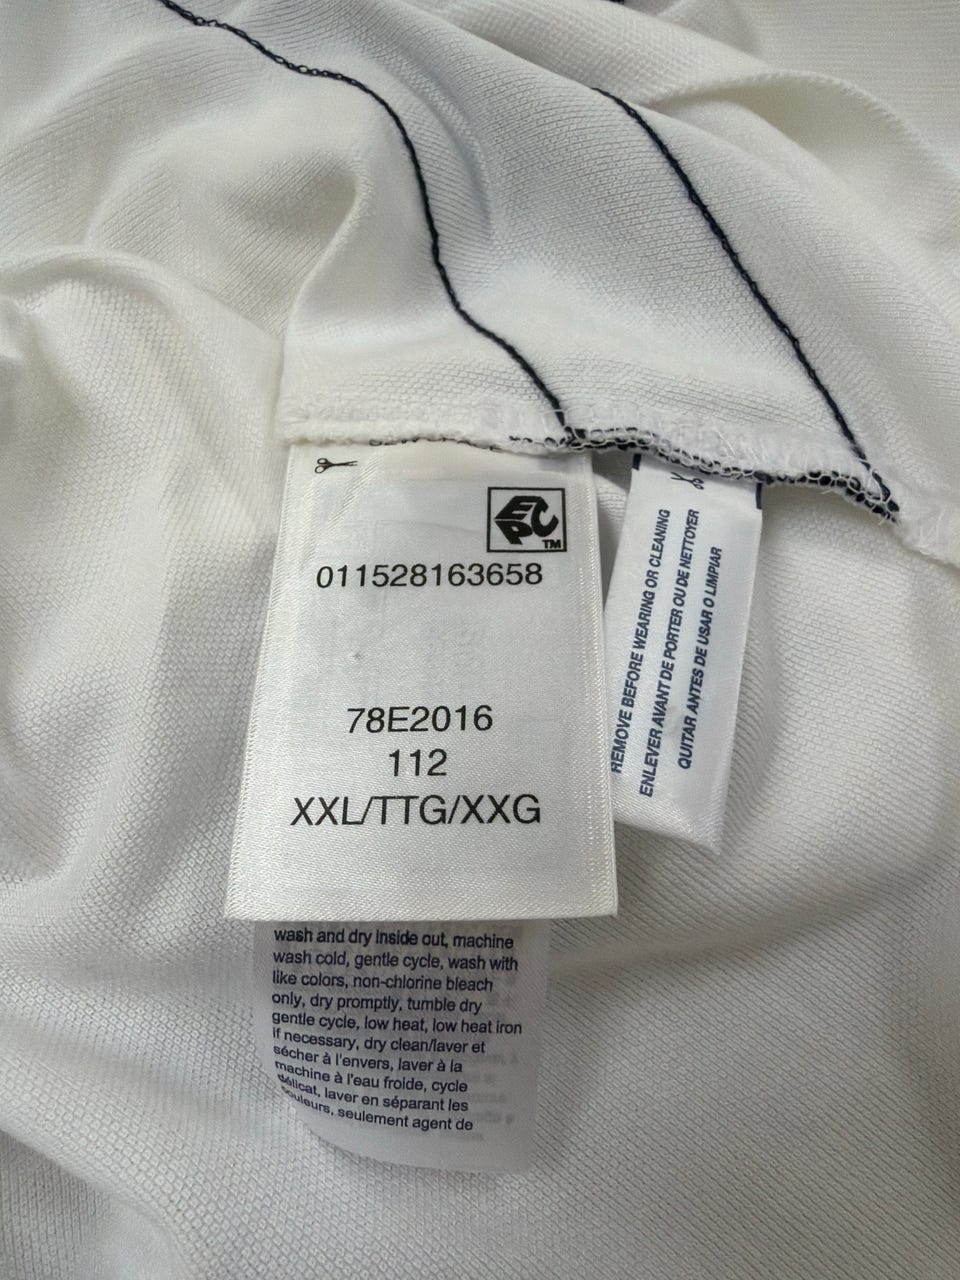 EPC
TM
011528163658
78E2016
112
XXL/TTG/XXG
REMOVE BEFORE WEARING OR CLEANING
ENLEVER AVANT DE PORTER OU DE NETTOYER
QUITAR ANTES DE USAR O LIMPIAR
wash and dry inside out, machine
wash cold, gentle cycle, wash with
like colors, non-chlorine bleach
only, dry promptly, tumble dry
gentle cycle, low heat, low heat iron
if necessary, dry clean/laver et
sécher à l'envers, laver à la
machine à l'eau froide, cycle
délicat, laver en séparant les
couleurs, seulement agent de